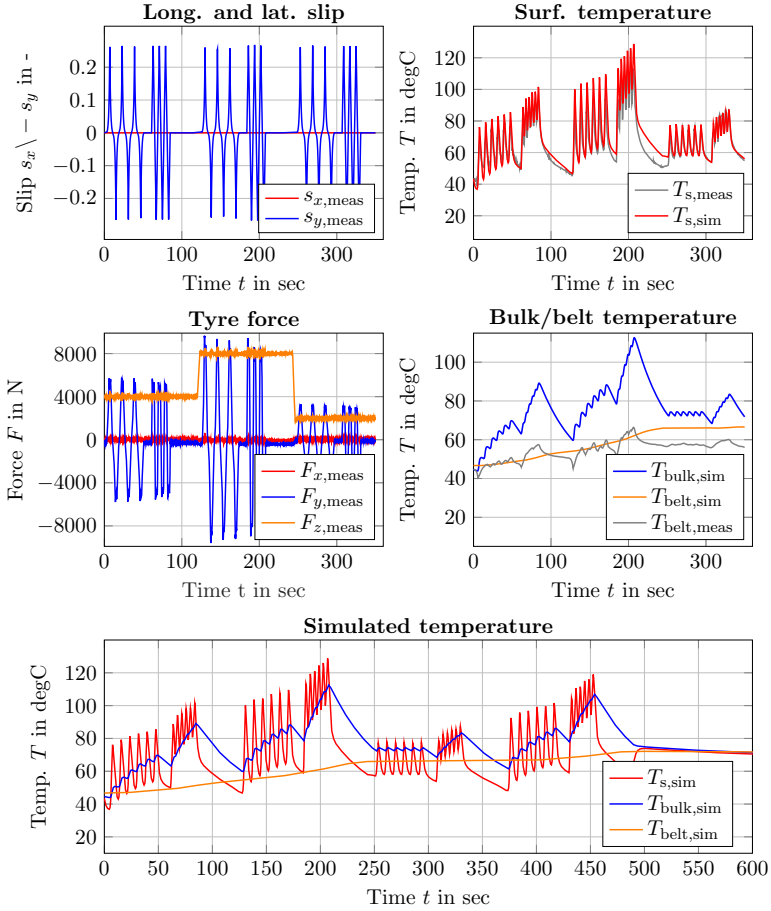 Long. and lat. slip
Slip s_x\ − s_y in -
0.2
0.1
0
−0.1
−0.2
s_x,meas
s_y,meas
0 100 200 300
Time t in sec
Surf. temperature
Temp. T in degC
120
100
80
60
40
20
T_s,meas
T_s,sim
0 100 200 300
Time t in sec
Tyre force
Force F in N
8000
4000
0
−4000
−8000
F_x,meas
F_y,meas
F_z,meas
0 100 200 300
Time t in sec
Bulk/belt temperature
Temp. T in degC
100
80
60
40
20
T_bulk,sim
T_belt,sim
T_belt,meas
0 100 200 300
Time t in sec
Simulated temperature
Temp. T in degC
120
100
80
60
40
20
T_s,sim
T_bulk,sim
T_belt,sim
0 50 100 150 200 250 300 350 400 450 500 550 600
Time t in sec